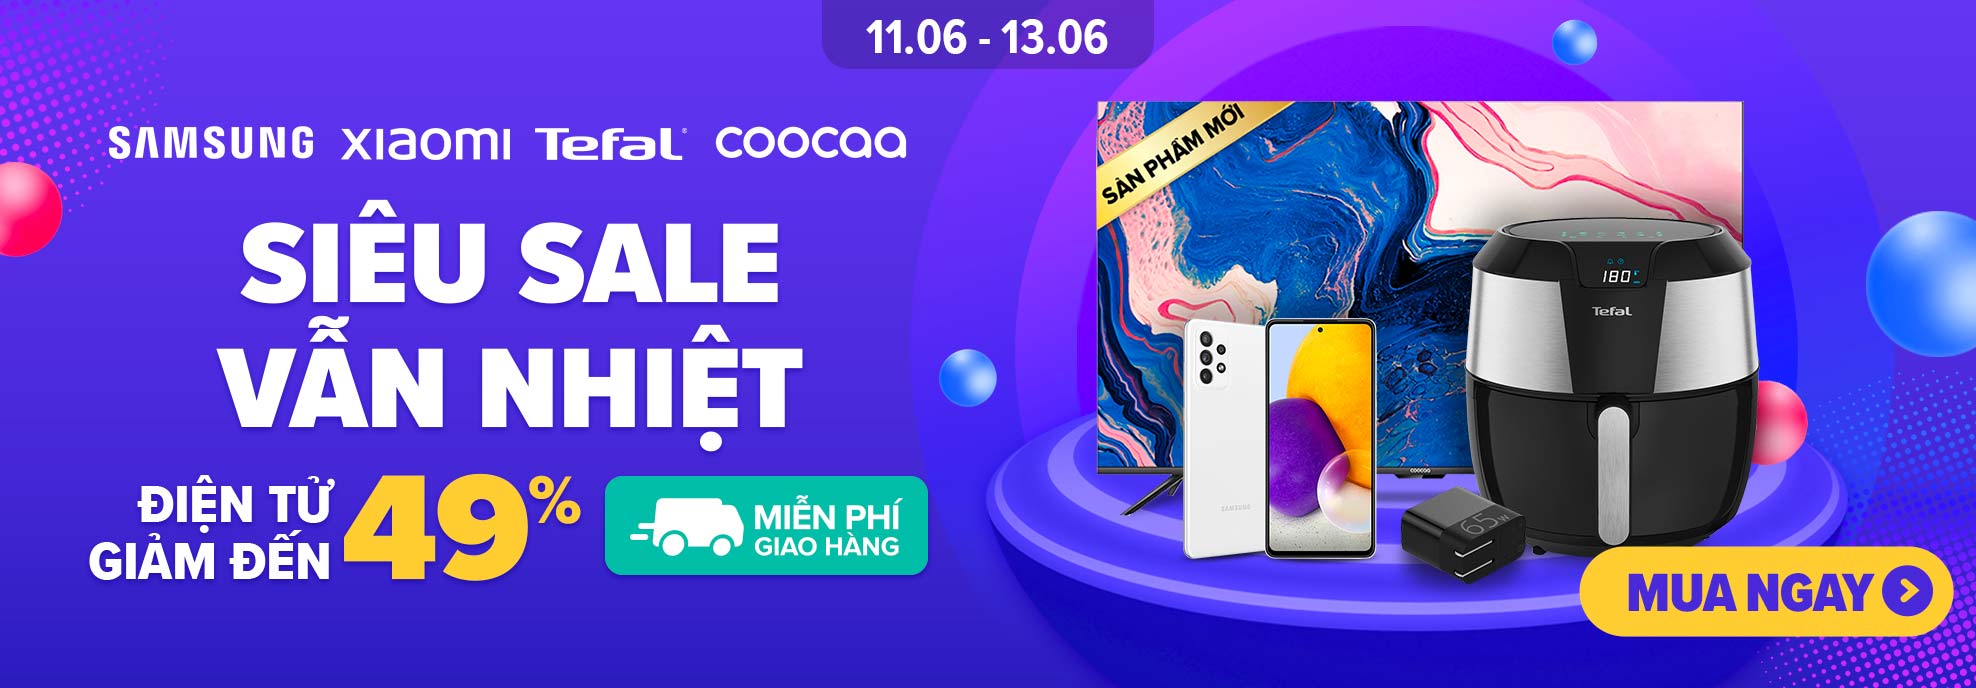 11.06 - 13.06
SAMSUNG xiaomi Tefal coocaa
SIÊU SALE
VẪN NHIỆT
ĐIỆN TỬ
GIẢM ĐẾN
49%
MIỄN PHÍ
GIAO HÀNG
SẢN PHẨM MỚI
180
Tefal
coocaa
SAMSUNG
65W
MUA NGAY